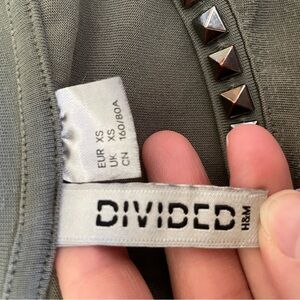 EUR XS
UK XS
CN 160/80A
DIVIDED
H&M